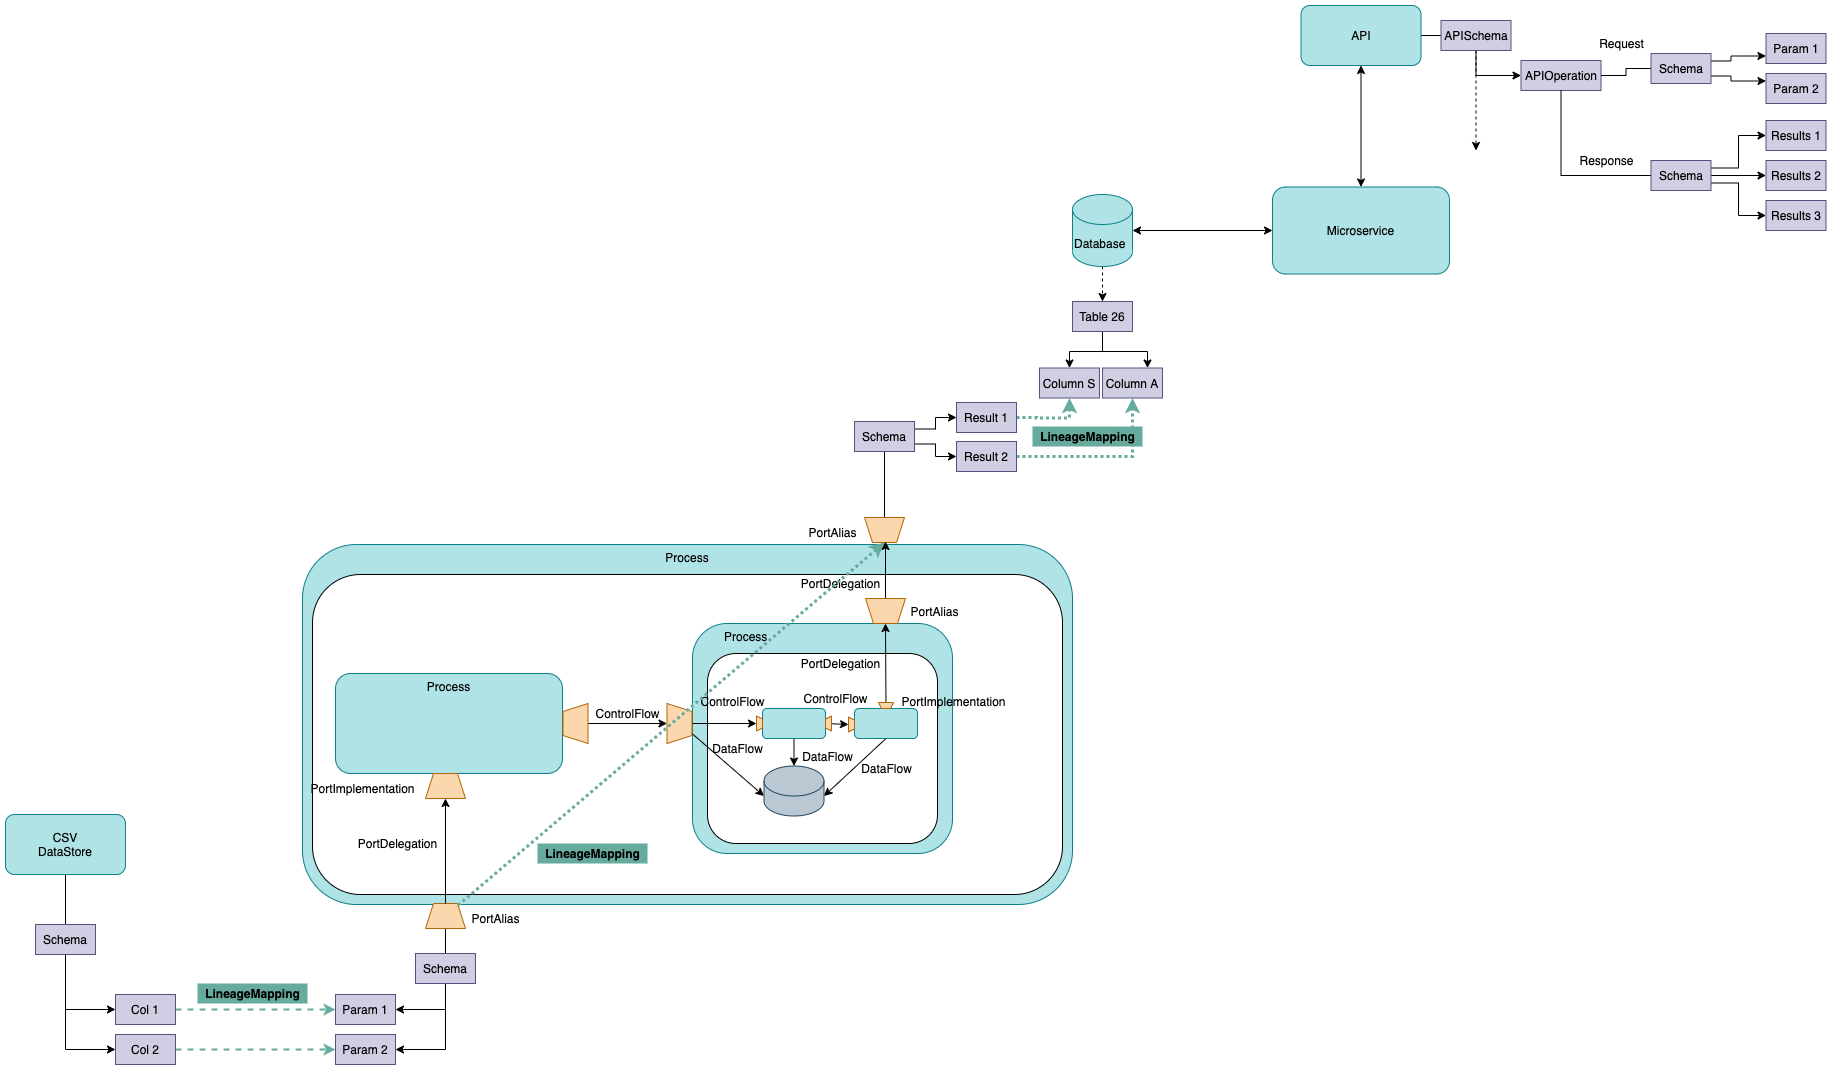 API
APISchema
Request
Param 1
Schema
APIOperation
Param 2
Results 1
Response
Schema
Results 2
Results 3
Microservice
Database
Table 26
Column S
Column A
Result 1
Schema
LineageMapping
Result 2
PortAlias
Process
PortDelegation
PortAlias
Process
PortDelegation
Process
ControlFlow
ControlFlow
ControlFlow
PortImplementation
DataFlow
DataFlow
DataFlow
PortImplementation
PortDelegation
LineageMapping
CSV
DataStore
PortAlias
Schema
Schema
LineageMapping
Col 1
Param 1
Col 2
Param 2